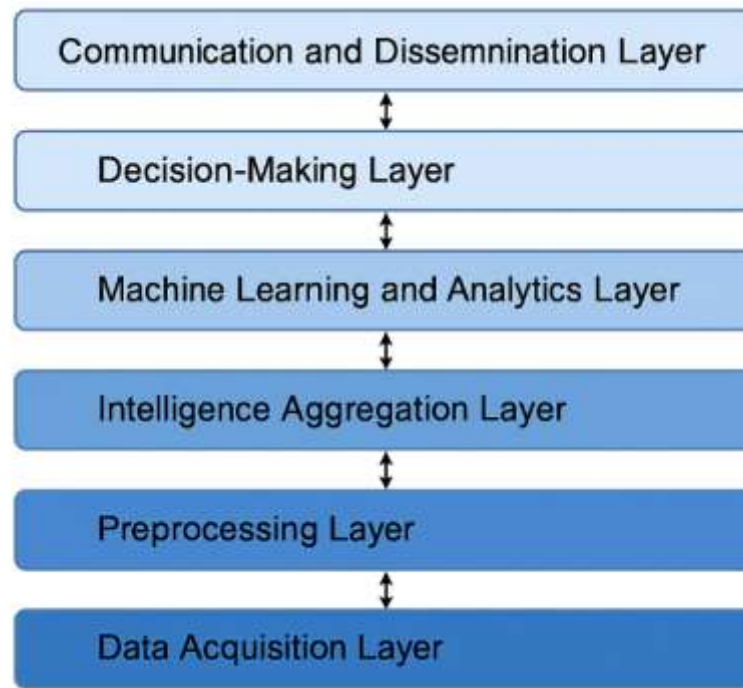 Communication and Dissemnination Layer
Decision-Making Layer
Machine Learning and Analytics Layer
Intelligence Aggregation Layer
Preprocessing Layer
Data Acquisition Layer